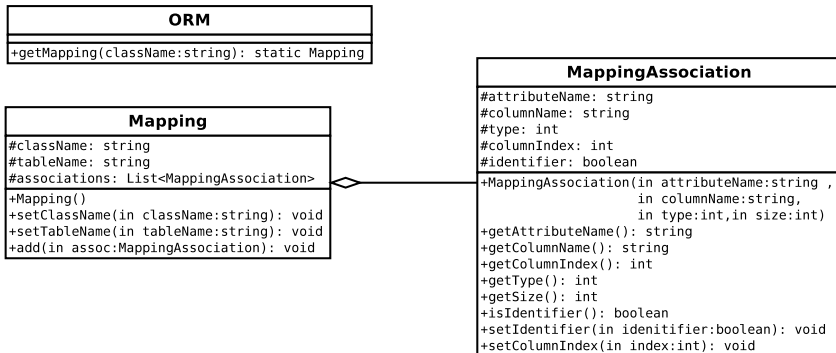 ORM
+getMapping(className:string): static Mapping
Mapping
#className: string
#tableName: string
#associations: List<MappingAssociation>
+Mapping()
+setClassName(in className:string): void
+setTableName(in tableName:string): void
+add(in assoc:MappingAssociation): void
MappingAssociation
#attributeName: string
#columnName: string
#type: int
#columnIndex: int
#identifier: boolean
+MappingAssociation(in attributeName:string ,
in columnName:string,
in type:int,in size:int)
+getAttributeName(): string
+getColumnName(): string
+getColumnIndex(): int
+getType(): int
+getSize(): int
+isIdentifier(): boolean
+setIdentifier(in idenitifier:boolean): void
+setColumnIndex(in index:int): void